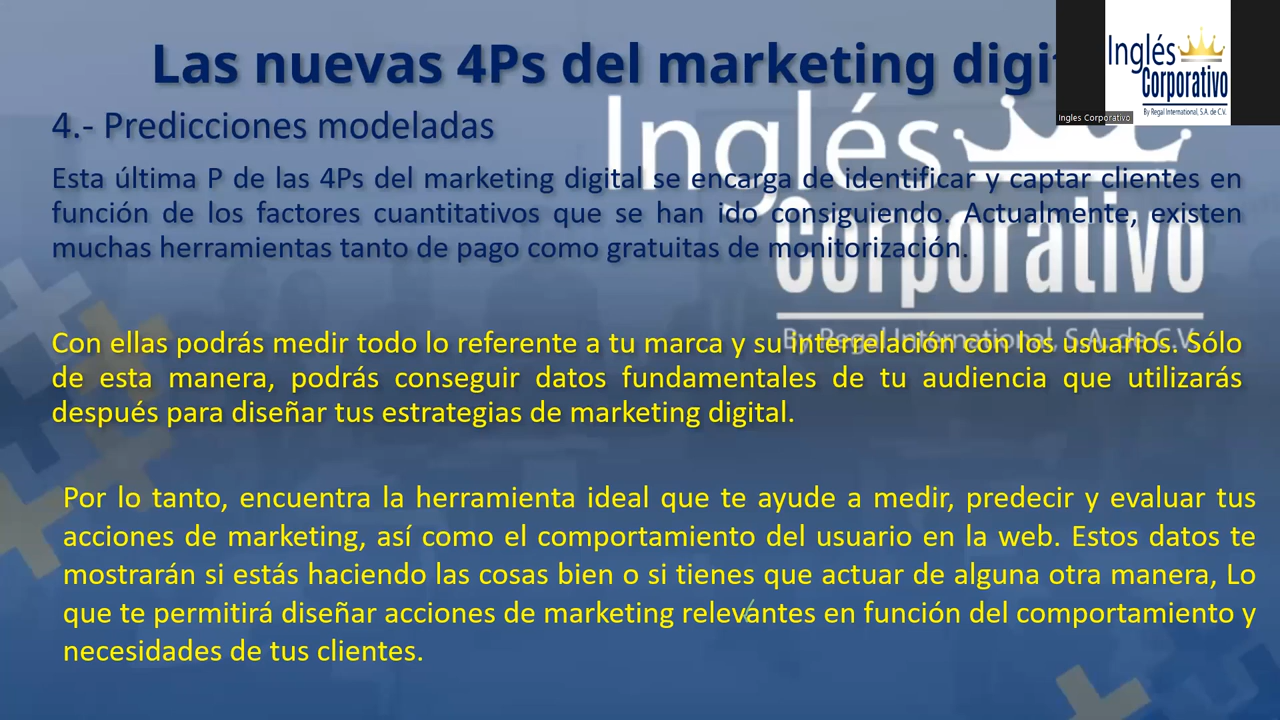 Las nuevas 4Ps del marketing digi
Inglés
Corporativo
By Regal International, S.A. de C.V.
Ingles Corporativo
4.- Predicciones modeladas
Inglés
Corporativo
By Regal International, S.A. de C.V.
Esta última P de las 4Ps del marketing digital se encarga de identificar y captar clientes en
función de los factores cuantitativos que se han ido consiguiendo. Actualmente, existen
muchas herramientas tanto de pago como gratuitas de monitorización.
Con ellas podrás medir todo lo referente a tu marca y su interrelación con los usuarios. Sólo
de esta manera, podrás conseguir datos fundamentales de tu audiencia que utilizarás
después para diseñar tus estrategias de marketing digital.
Por lo tanto, encuentra la herramienta ideal que te ayude a medir, predecir y evaluar tus
acciones de marketing, así como el comportamiento del usuario en la web. Estos datos te
mostrarán si estás haciendo las cosas bien o si tienes que actuar de alguna otra manera, Lo
que te permitirá diseñar acciones de marketing relevantes en función del comportamiento y
necesidades de tus clientes.